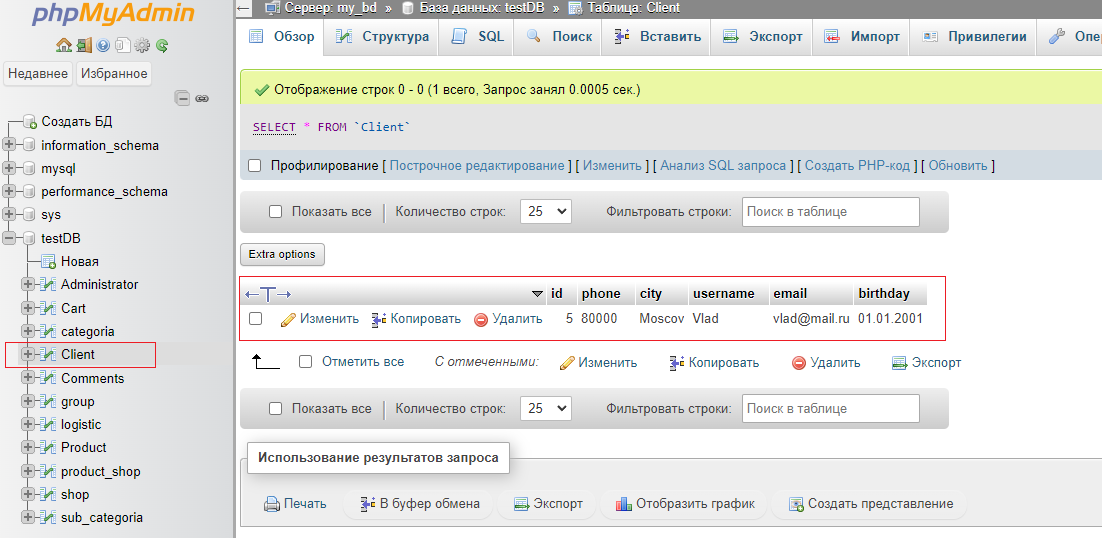 phpMyAdmin
Недавнее Избранное
Создать БД
information_schema
mysql
performance_schema
sys
testDB
Новая
Administrator
Cart
categoria
Client
Comments
group
logistic
Product
product_shop
shop
sub_categoria
Сервер: my_bd » База данных: testDB » Таблица: Client
Обзор Структура SQL Поиск Вставить Экспорт Импорт Привилегии Опер
Отображение строк 0 - 0 (1 всего, Запрос занял 0.0005 сек.)
SELECT * FROM `Client`
Профилирование [ Построчное редактирование ] [ Изменить ] [ Анализ SQL запроса ] [ Создать PHP-код ] [ Обновить ]
Показать все Количество строк: 25 Фильтровать строки: Поиск в таблице
Extra options
id phone city username email birthday
Изменить Копировать Удалить 5 80000 Moscov Vlad vlad@mail.ru 01.01.2001
Отметить все С отмеченными: Изменить Копировать Удалить Экспорт
Показать все Количество строк: 25 Фильтровать строки: Поиск в таблице
Использование результатов запроса
Печать В буфер обмена Экспорт Отобразить график Создать представление